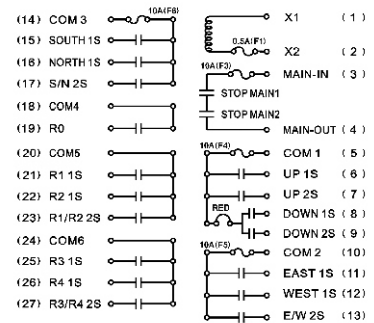 (14) COM 3 10A(F6)
(15) SOUTH 1S
(16) NORTH 1S
(17) S/N 2S
(18) COM4
(19) R0
(20) COM5
(21) R1 1S
(22) R2 1S
(23) R1/R2 2S
(24) COM6
(25) R3 1S
(26) R4 1S
(27) R3/R4 2S
X1 (1)
0.5A(F1)
X2 (2)
10A(F3)
MAIN-IN (3)
STOP MAIN1
STOP MAIN2
MAIN-OUT (4)
10A(F4)
COM 1 (5)
UP 1S (6)
UP 2S (7)
RED
DOWN 1S (8)
DOWN 2S (9)
10A(F5)
COM 2 (10)
EAST 1S (11)
WEST 1S (12)
E/W 2S (13)